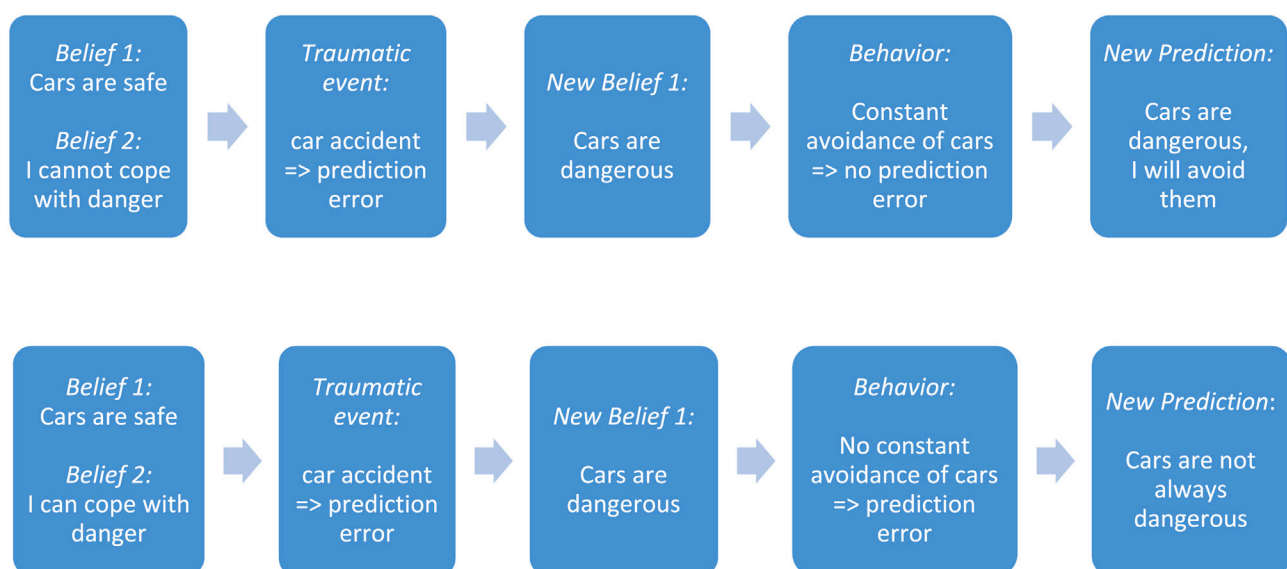 Belief 1:
Cars are safe
Belief 2:
I cannot cope
with danger
Traumatic
event:
car accident
=> prediction
error
New Belief 1:
Cars are
dangerous
Behavior:
Constant
avoidance of cars
=> no prediction
error
New Prediction:
Cars are
dangerous,
I will avoid
them
Belief 1:
Cars are safe
Belief 2:
I can cope with
danger
Traumatic
event:
car accident
=> prediction
error
New Belief 1:
Cars are
dangerous
Behavior:
No constant
avoidance of cars
=> prediction
error
New Prediction:
Cars are not
always
dangerous